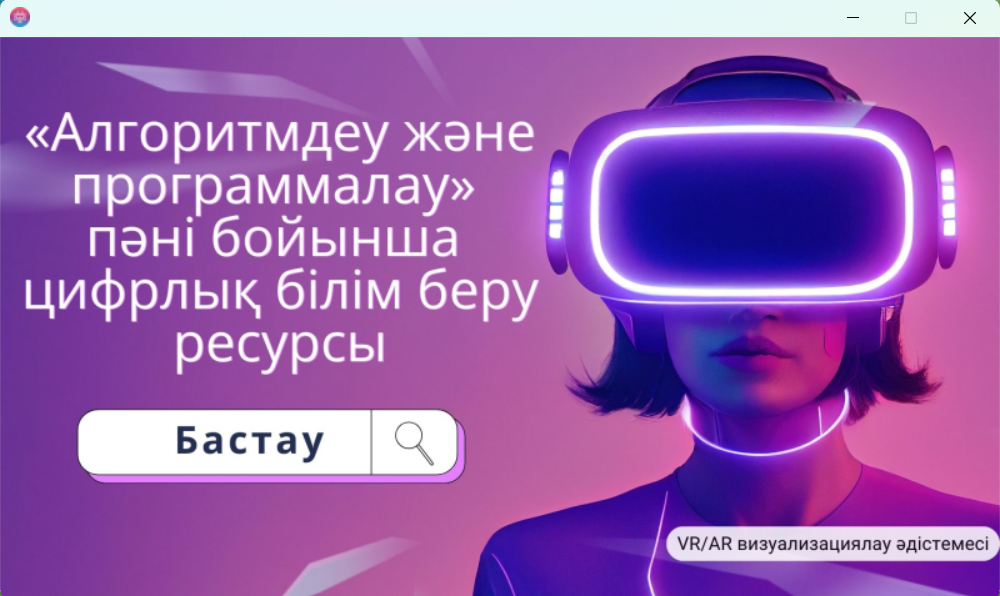 «Алгоритмдеу және
программалау»
пәні бойынша
цифрлық білім беру
ресурсы
Бастау
VR/AR визуализациялау әдістемесі